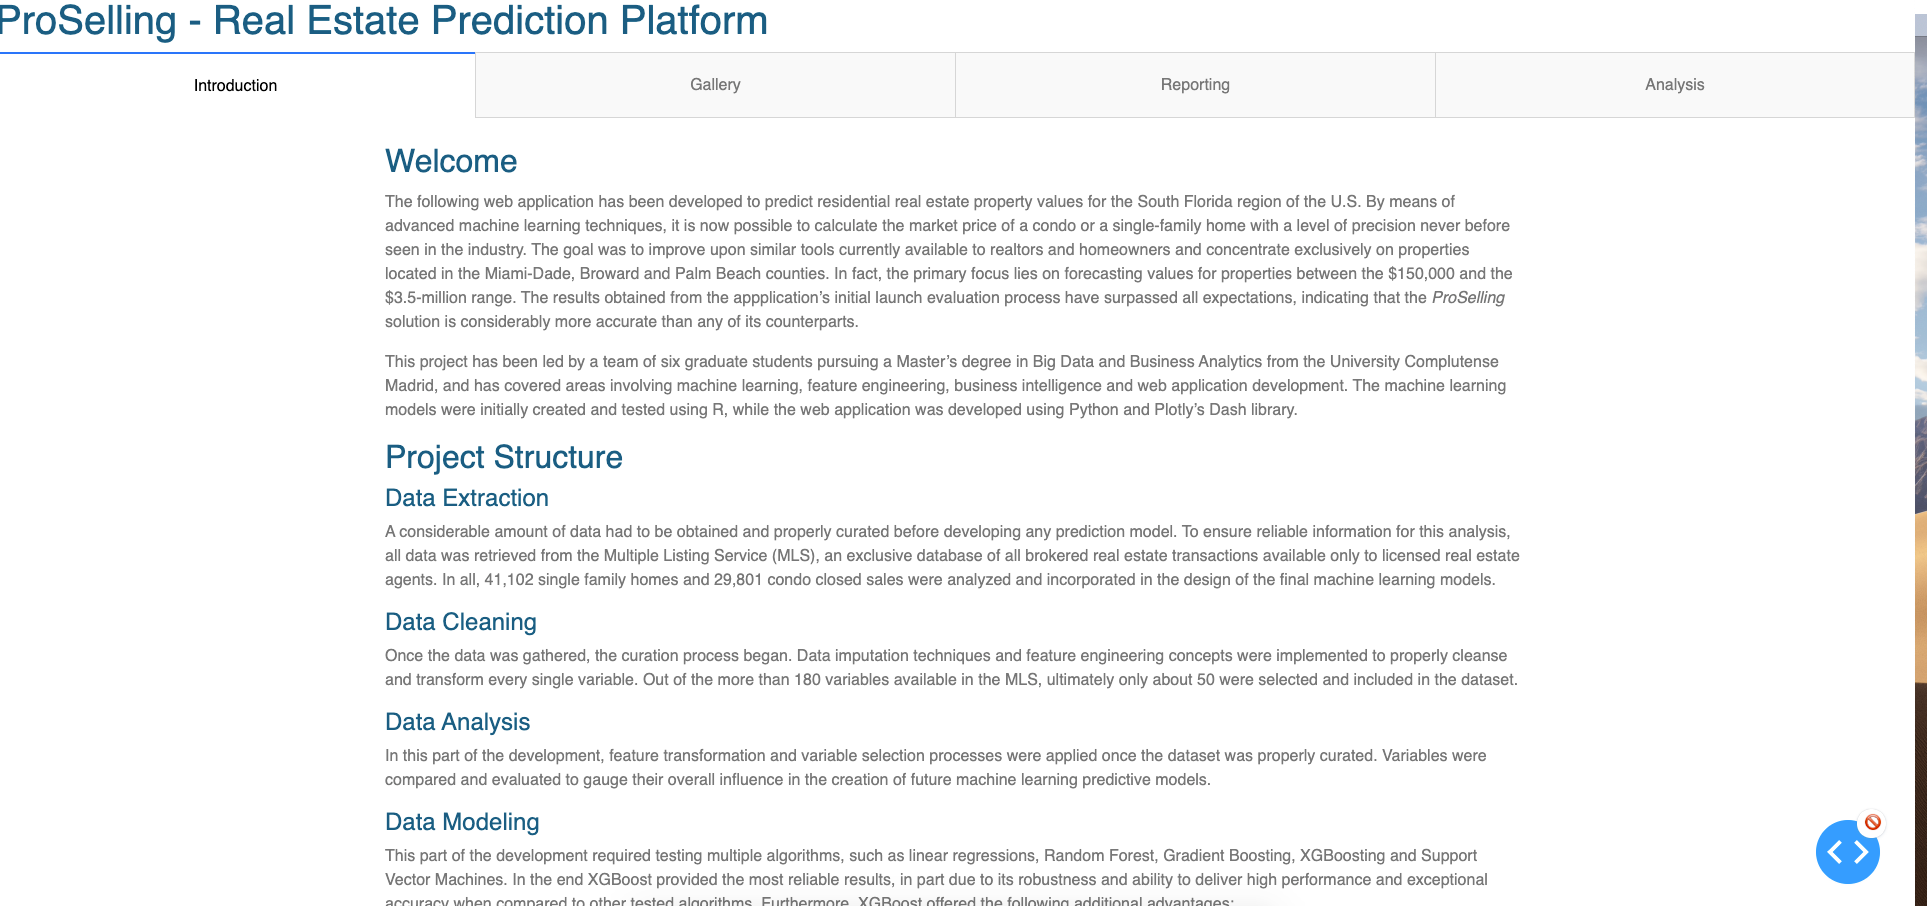 ProSelling - Real Estate Prediction Platform
Introduction
Gallery
Reporting
Analysis
Welcome
The following web application has been developed to predict residential real estate property values for the South Florida region of the U.S. By means of
advanced machine learning techniques, it is now possible to calculate the market price of a condo or a single-family home with a level of precision never before
seen in the industry. The goal was to improve upon similar tools currently available to realtors and homeowners and concentrate exclusively on properties
located in the Miami-Dade, Broward and Palm Beach counties. In fact, the primary focus lies on forecasting values for properties between the $150,000 and the
$3.5-million range. The results obtained from the appplication’s initial launch evaluation process have surpassed all expectations, indicating that the ProSelling
solution is considerably more accurate than any of its counterparts.
This project has been led by a team of six graduate students pursuing a Master’s degree in Big Data and Business Analytics from the University Complutense
Madrid, and has covered areas involving machine learning, feature engineering, business intelligence and web application development. The machine learning
models were initially created and tested using R, while the web application was developed using Python and Plotly’s Dash library.
Project Structure
Data Extraction
A considerable amount of data had to be obtained and properly curated before developing any prediction model. To ensure reliable information for this analysis,
all data was retrieved from the Multiple Listing Service (MLS), an exclusive database of all brokered real estate transactions available only to licensed real estate
agents. In all, 41,102 single family homes and 29,801 condo closed sales were analyzed and incorporated in the design of the final machine learning models.
Data Cleaning
Once the data was gathered, the curation process began. Data imputation techniques and feature engineering concepts were implemented to properly cleanse
and transform every single variable. Out of the more than 180 variables available in the MLS, ultimately only about 50 were selected and included in the dataset.
Data Analysis
In this part of the development, feature transformation and variable selection processes were applied once the dataset was properly curated. Variables were
compared and evaluated to gauge their overall influence in the creation of future machine learning predictive models.
Data Modeling
This part of the development required testing multiple algorithms, such as linear regressions, Random Forest, Gradient Boosting, XGBoosting and Support
Vector Machines. In the end XGBoost provided the most reliable results, in part due to its robustness and ability to deliver high performance and exceptional
accuracy when compared to other tested algorithms. Furthermore, XGBoost offered the following additional advantages: